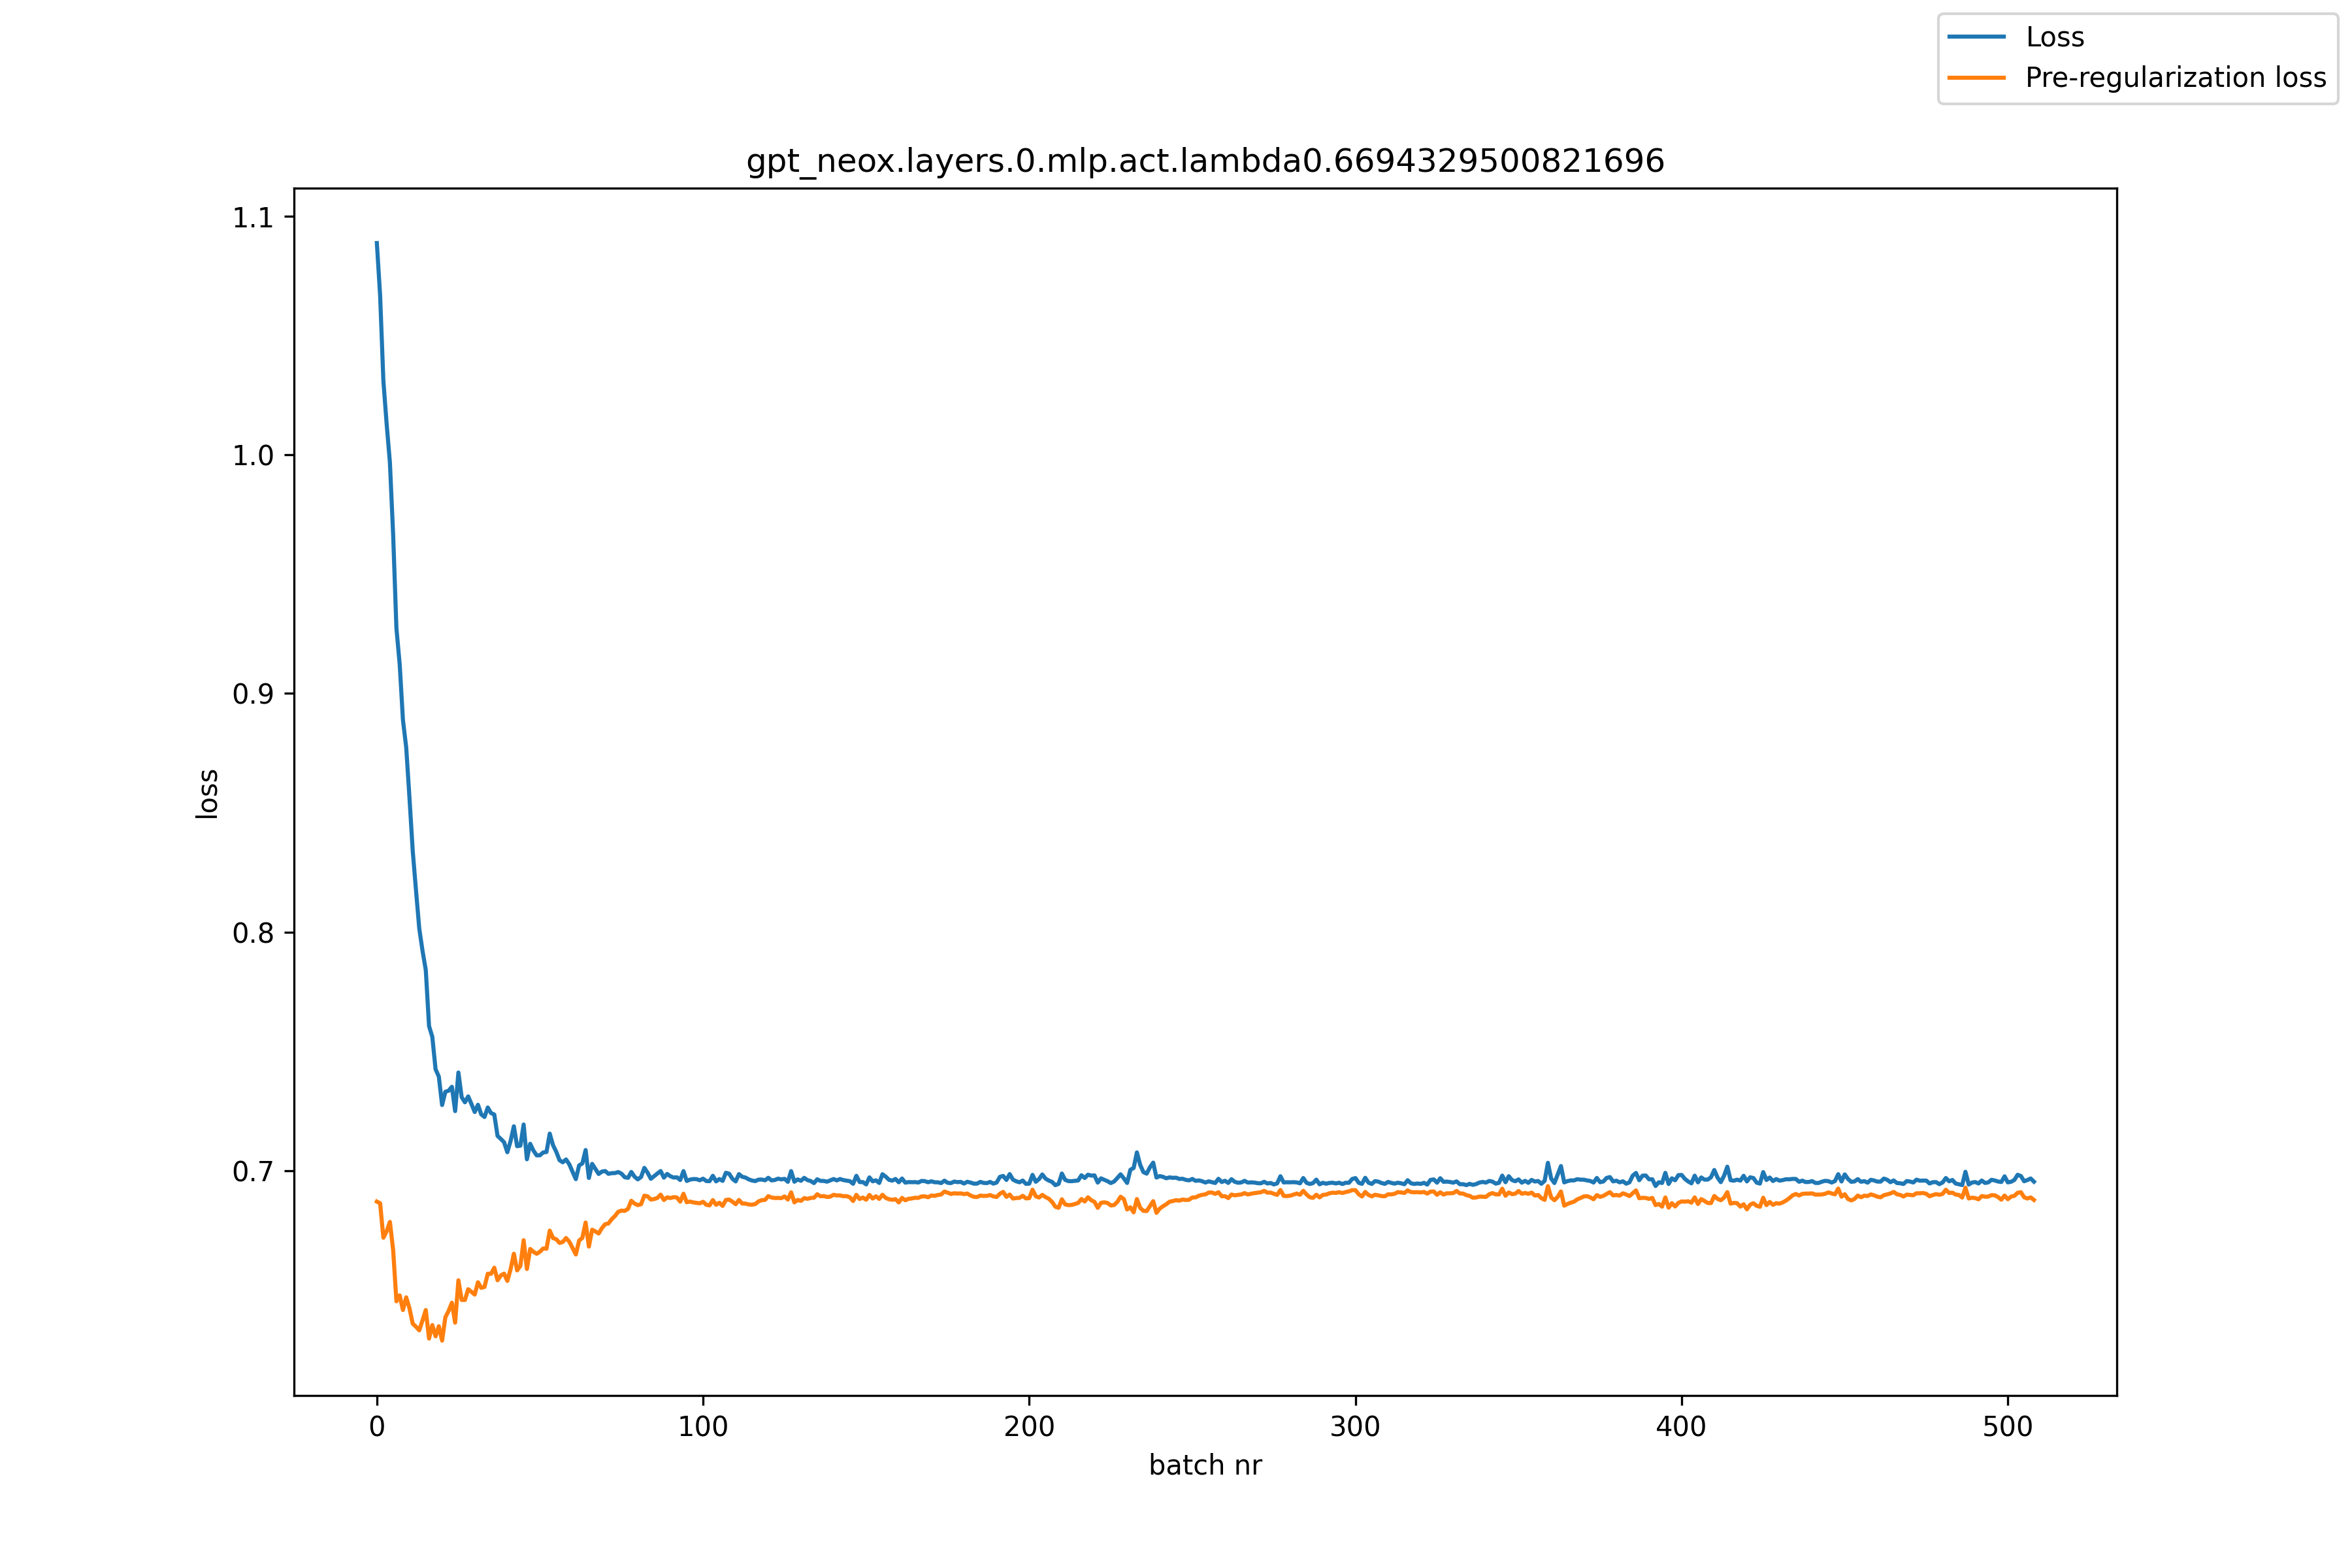 Loss
Pre-regularization loss
gpt_neox.layers.0.mlp.act.lambda0.6694329500821696
1.1
1.0
0.9
0.8
0.7
loss
0 100 200 300 400 500
batch nr